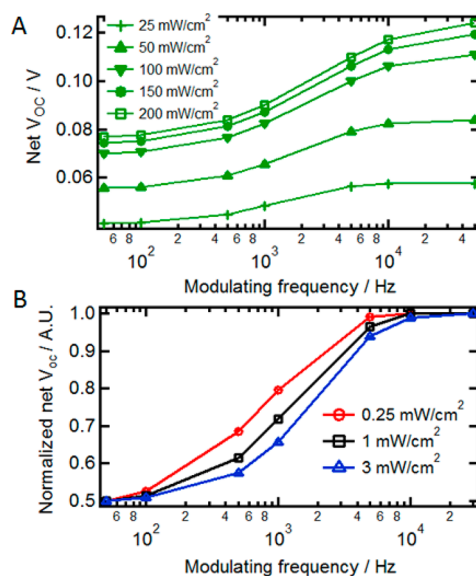 A
25 mW/cm²
50 mW/cm²
100 mW/cm²
150 mW/cm²
200 mW/cm²
0.12
0.10
0.08
0.06
Net V_OC / V
6 8 10² 2 4 6 8 10³ 2 4 6 8 10⁴ 2 4
Modulating frequency / Hz
B
1.0
0.9
0.8
0.7
0.6
0.5
Normalized net V_oc / A.U.
0.25 mW/cm²
1 mW/cm²
3 mW/cm²
6 8 10² 2 4 6 8 10³ 2 4 6 8 10⁴ 2
Modulating frequency / Hz